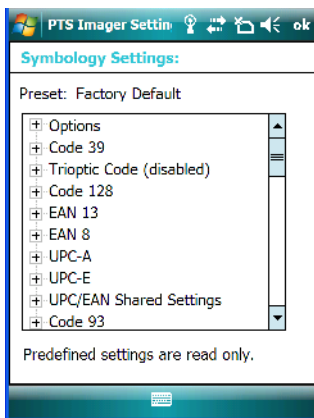 PTS Imager Settin ok
Symbology Settings:
Preset: Factory Default
Options
Code 39
Trioptic Code (disabled)
Code 128
EAN 13
EAN 8
UPC-A
UPC-E
UPC/EAN Shared Settings
Code 93
Predefined settings are read only.